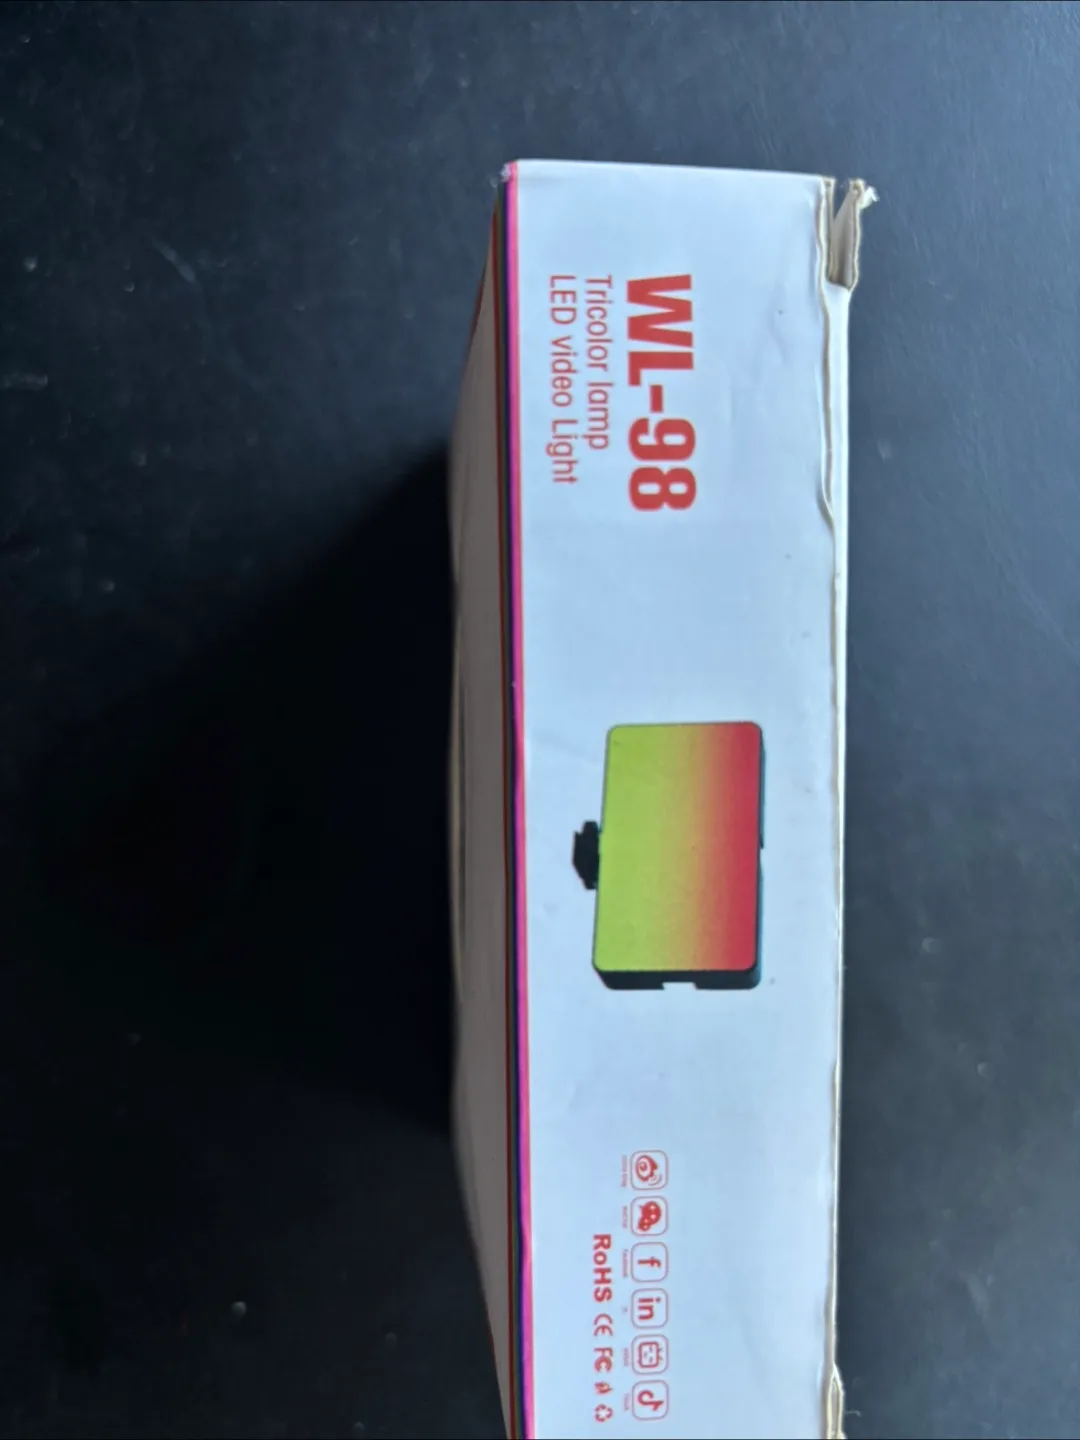 WL-98
Tricolor lamp
LED video Light
RoHS CE FC